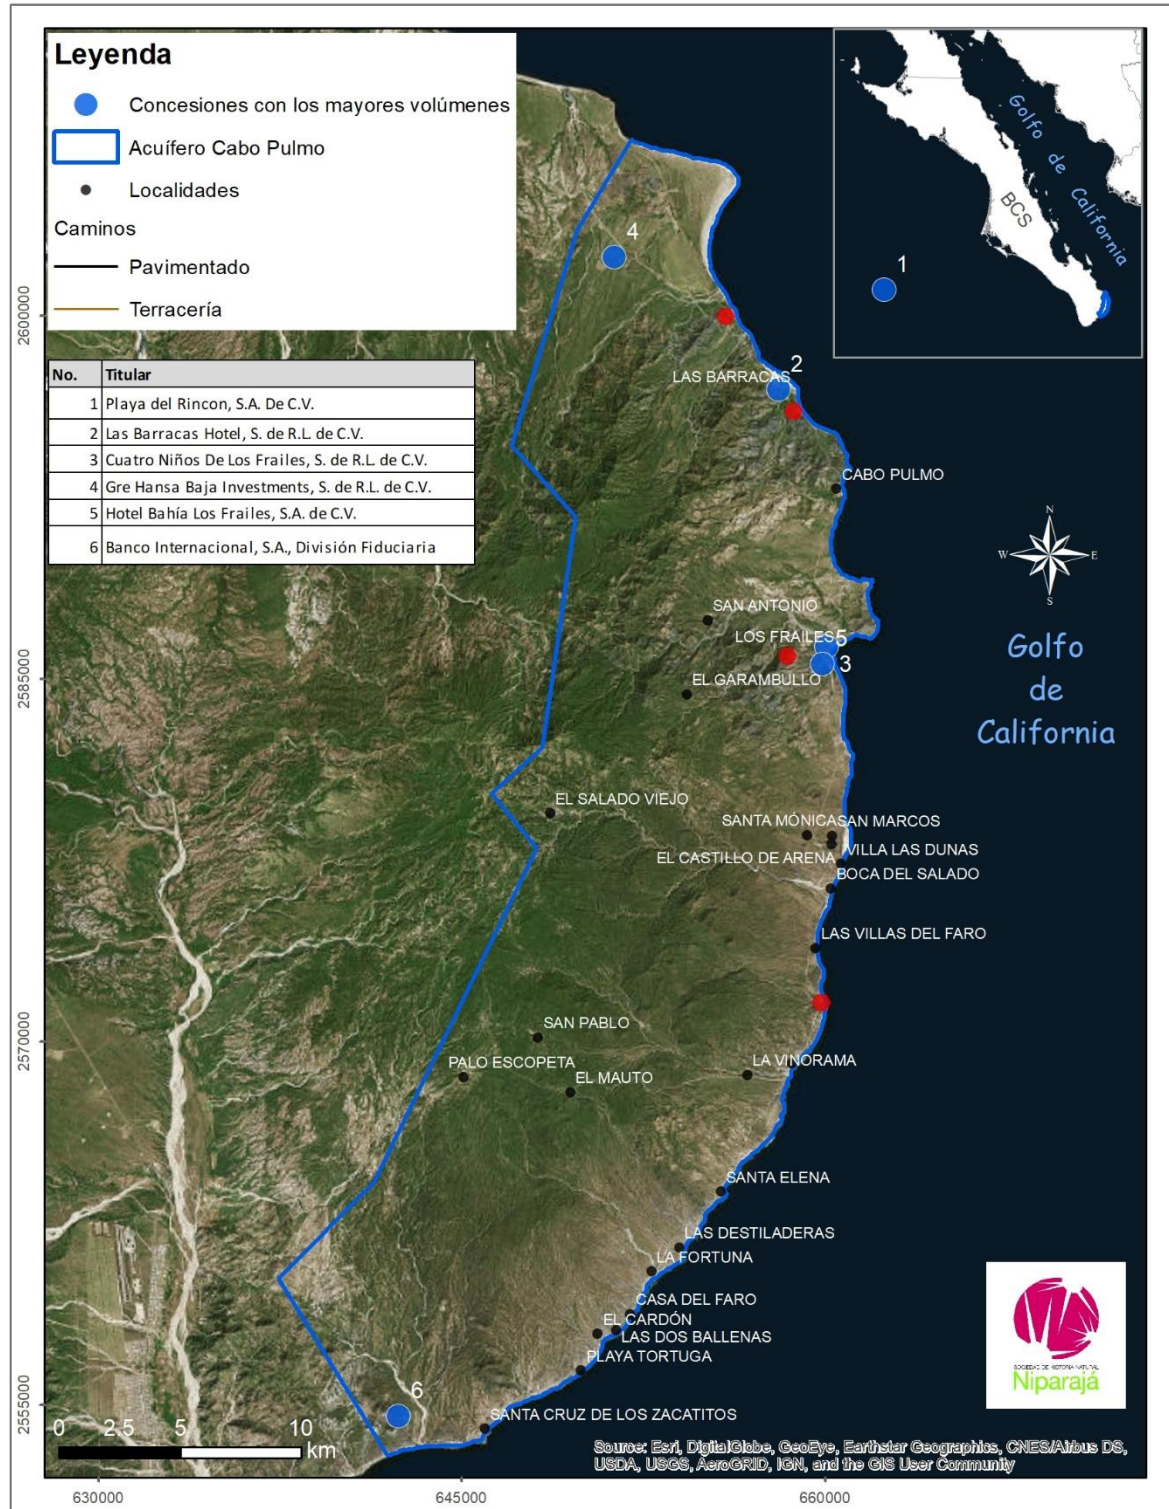 Leyenda
Concesiones con los mayores volúmenes
Acuífero Cabo Pulmo
Localidades
Caminos
Pavimentado
Terracería
No. Titular
1 Playa del Rincon, S.A. De C.V.
2 Las Barracas Hotel, S. de R.L. de C.V.
3 Cuatro Niños De Los Frailes, S. de R.L. de C.V.
4 Gre Hansa Baja Investments, S. de R.L. de C.V.
5 Hotel Bahía Los Frailes, S.A. de C.V.
6 Banco Internacional, S.A., División Fiduciaria
Golfo de California
BCS
1
4
2
LAS BARRACAS
CABO PULMO
N
W E
S
SAN ANTONIO
LOS FRAILES
5
3
EL GARAMBULLO
Golfo
de
California
EL SALADO VIEJO
SANTA MÓNICA
SAN MARCOS
VILLA LAS DUNAS
EL CASTILLO DE ARENA
BOCA DEL SALADO
LAS VILLAS DEL FARO
SAN PABLO
PALO ESCOPETA
EL MAUTO
LA VINORAMA
SANTA ELENA
LAS DESTILADERAS
LA FORTUNA
CASA DEL FARO
EL CARDÓN
LAS DOS BALLENAS
PLAYA TORTUGA
6
SANTA CRUZ DE LOS ZACATITOS
0 2.5 5 10
km
SOCIEDAD DE HISTORIA NATURAL
Niparajá
Source: Esri, DigitalGlobe, GeoEye, Earthstar Geographics, CNES/Airbus DS,
USDA, USGS, AeroGRID, IGN, and the GIS User Community
2600000
2585000
2570000
2555000
630000 645000 660000